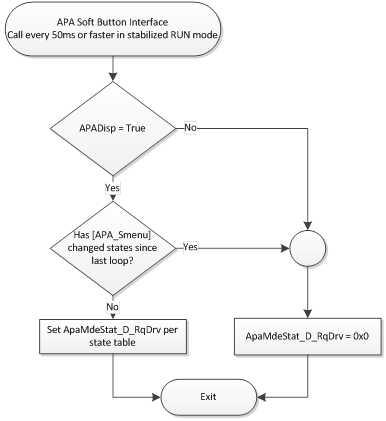 APA Soft Button Interface
Call every 50ms or faster in stabilized RUN mode
APADisp = True
No
Yes
Has [APA_Smenu]
changed states since
last loop?
Yes
No
Set ApaMdeStat_D_RqDrv per
state table
ApaMdeStat_D_RqDrv = 0x0
Exit